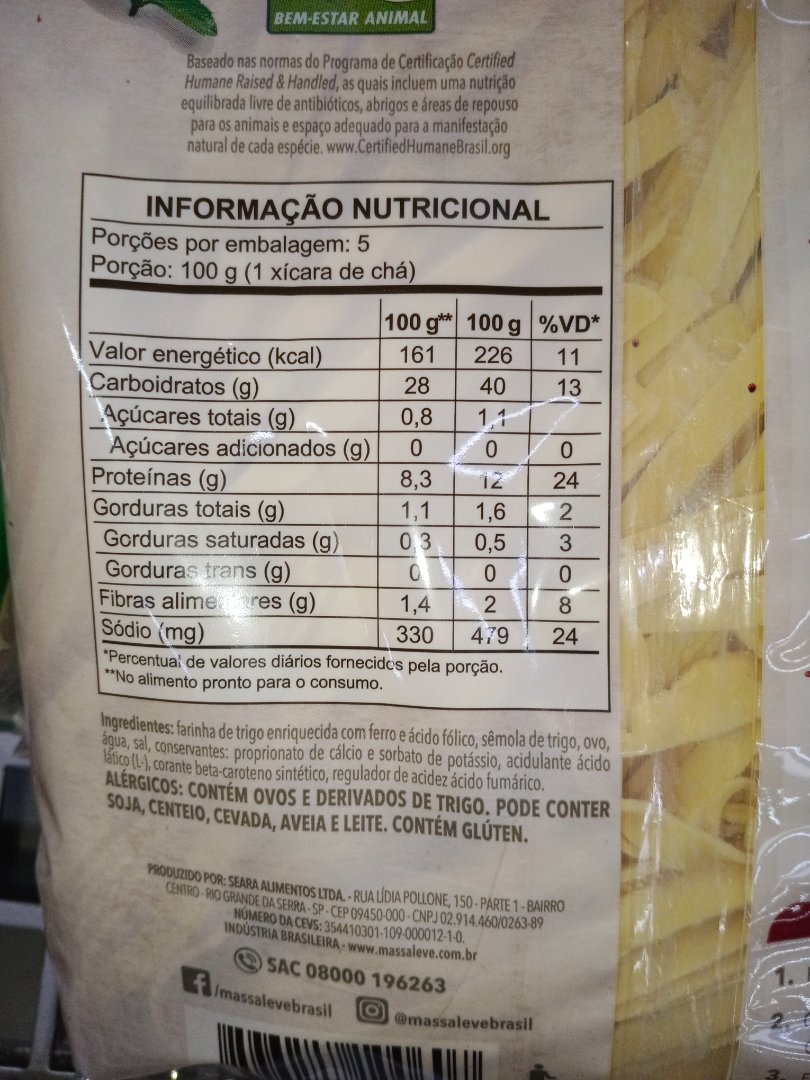 BEM-ESTAR ANIMAL
Baseado nas normas do Programa de Certificação Certified
Humane Raised & Handled, as quais incluem uma nutrição
equilibrada livre de antibióticos, abrigos e áreas de repouso
para os animais e espaço adequado para a manifestação
natural de cada espécie. www.CertifiedHumaneBrasil.org
INFORMAÇÃO NUTRICIONAL
Porções por embalagem: 5
Porção: 100 g (1 xícara de chá)
100 g** 100 g %VD*
Valor energético (kcal) 161 226 11
Carboidratos (g) 28 40 13
Açúcares totais (g) 0,8 1,1
Açúcares adicionados (g) 0 0 0
Proteínas (g) 8,3 12 24
Gorduras totais (g) 1,1 1,6 2
Gorduras saturadas (g) 0,3 0,5 3
Gorduras trans (g) 0 0 0
Fibras alimentares (g) 1,4 2 8
Sódio (mg) 330 479 24
*Percentual de valores diários fornecidos pela porção.
**No alimento pronto para o consumo.
Ingredientes: farinha de trigo enriquecida com ferro e ácido fólico, sêmola de trigo, ovo,
água, sal, conservantes: proprionato de cálcio e sorbato de potássio, acidulante ácido
lático (L-), corante beta-caroteno sintético, regulador de acidez ácido fumárico.
ALÉRGICOS: CONTÉM OVOS E DERIVADOS DE TRIGO. PODE CONTER
SOJA, CENTEIO, CEVADA, AVEIA E LEITE. CONTÉM GLÚTEN.
PRODUZIDO POR: SEARA ALIMENTOS LTDA. - RUA LÍDIA POLLONE, 150 - PARTE 1 - BAIRRO
CENTRO - RIO GRANDE DA SERRA - SP - CEP 09450-000 - CNPJ 02.914.460/0263-89
NÚMERO DA CEVS: 354410301-109-000012-1-0.
INDÚSTRIA BRASILEIRA - www.massaleve.com.br
SAC 08000 196263
/massalevebrasil @massalevebrasil
1.
2.
3.